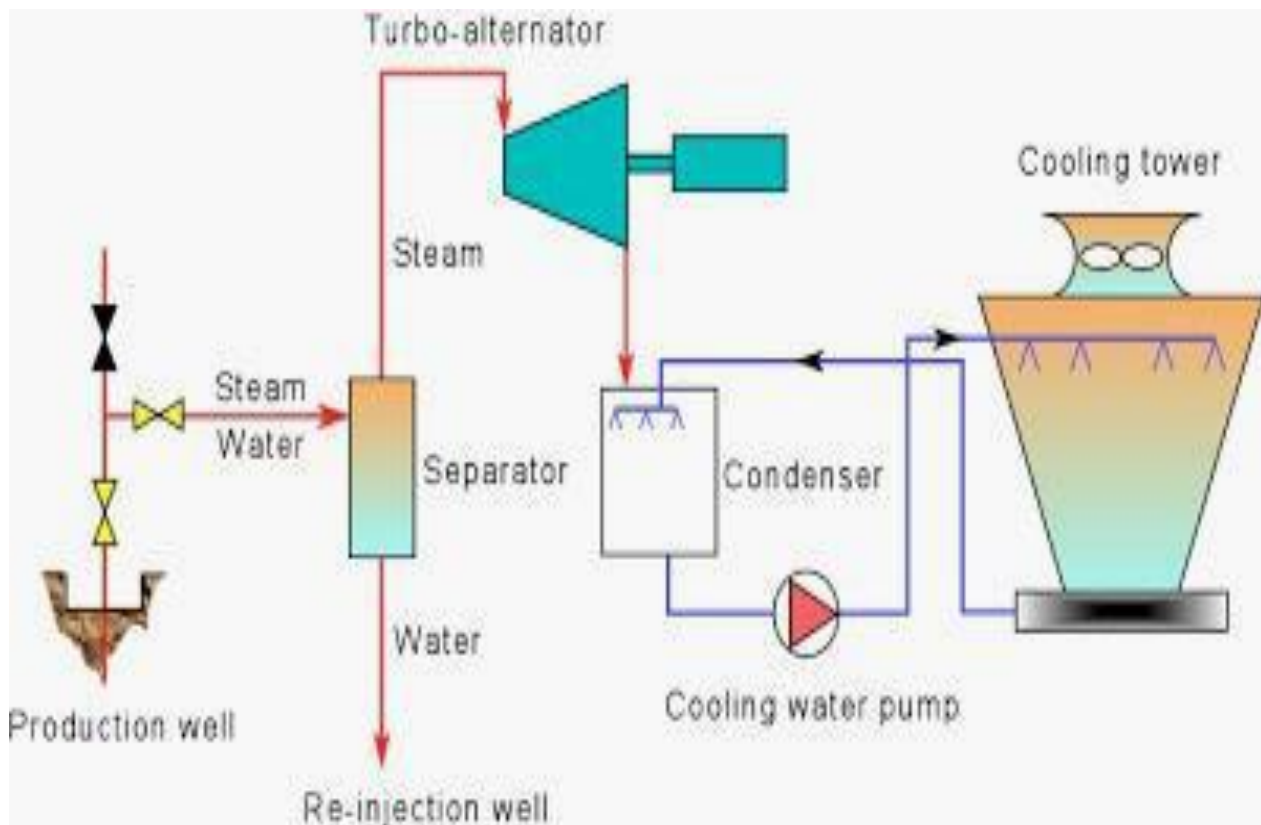 Turbo-alternator
Cooling tower
Steam
Steam
Water
Separator
Condenser
Water
Cooling water pump
Production well
Re-injection well